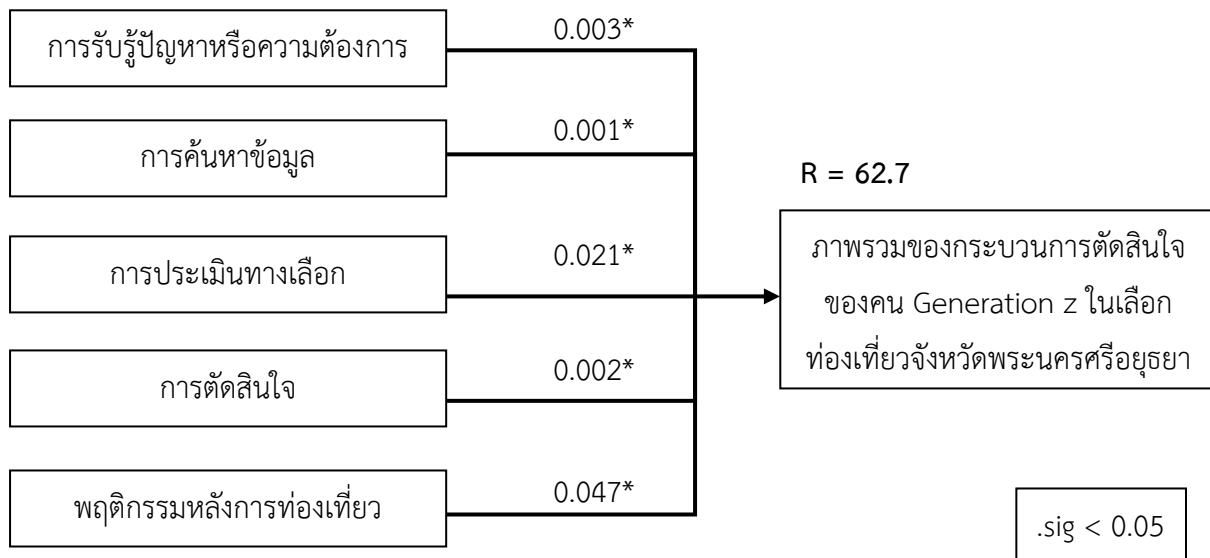 การรับรู้ปัญหาหรือความต้องการ
0.003*
การค้นหาข้อมูล
0.001*
การประเมินทางเลือก
0.021*
การตัดสินใจ
0.002*
พฤติกรรมหลังการท่องเที่ยว
0.047*
R = 62.7
ภาพรวมของกระบวนการตัดสินใจ
ของคน Generation z ในเลือก
ท่องเที่ยวจังหวัดพระนครศรีอยุธยา
.sig < 0.05